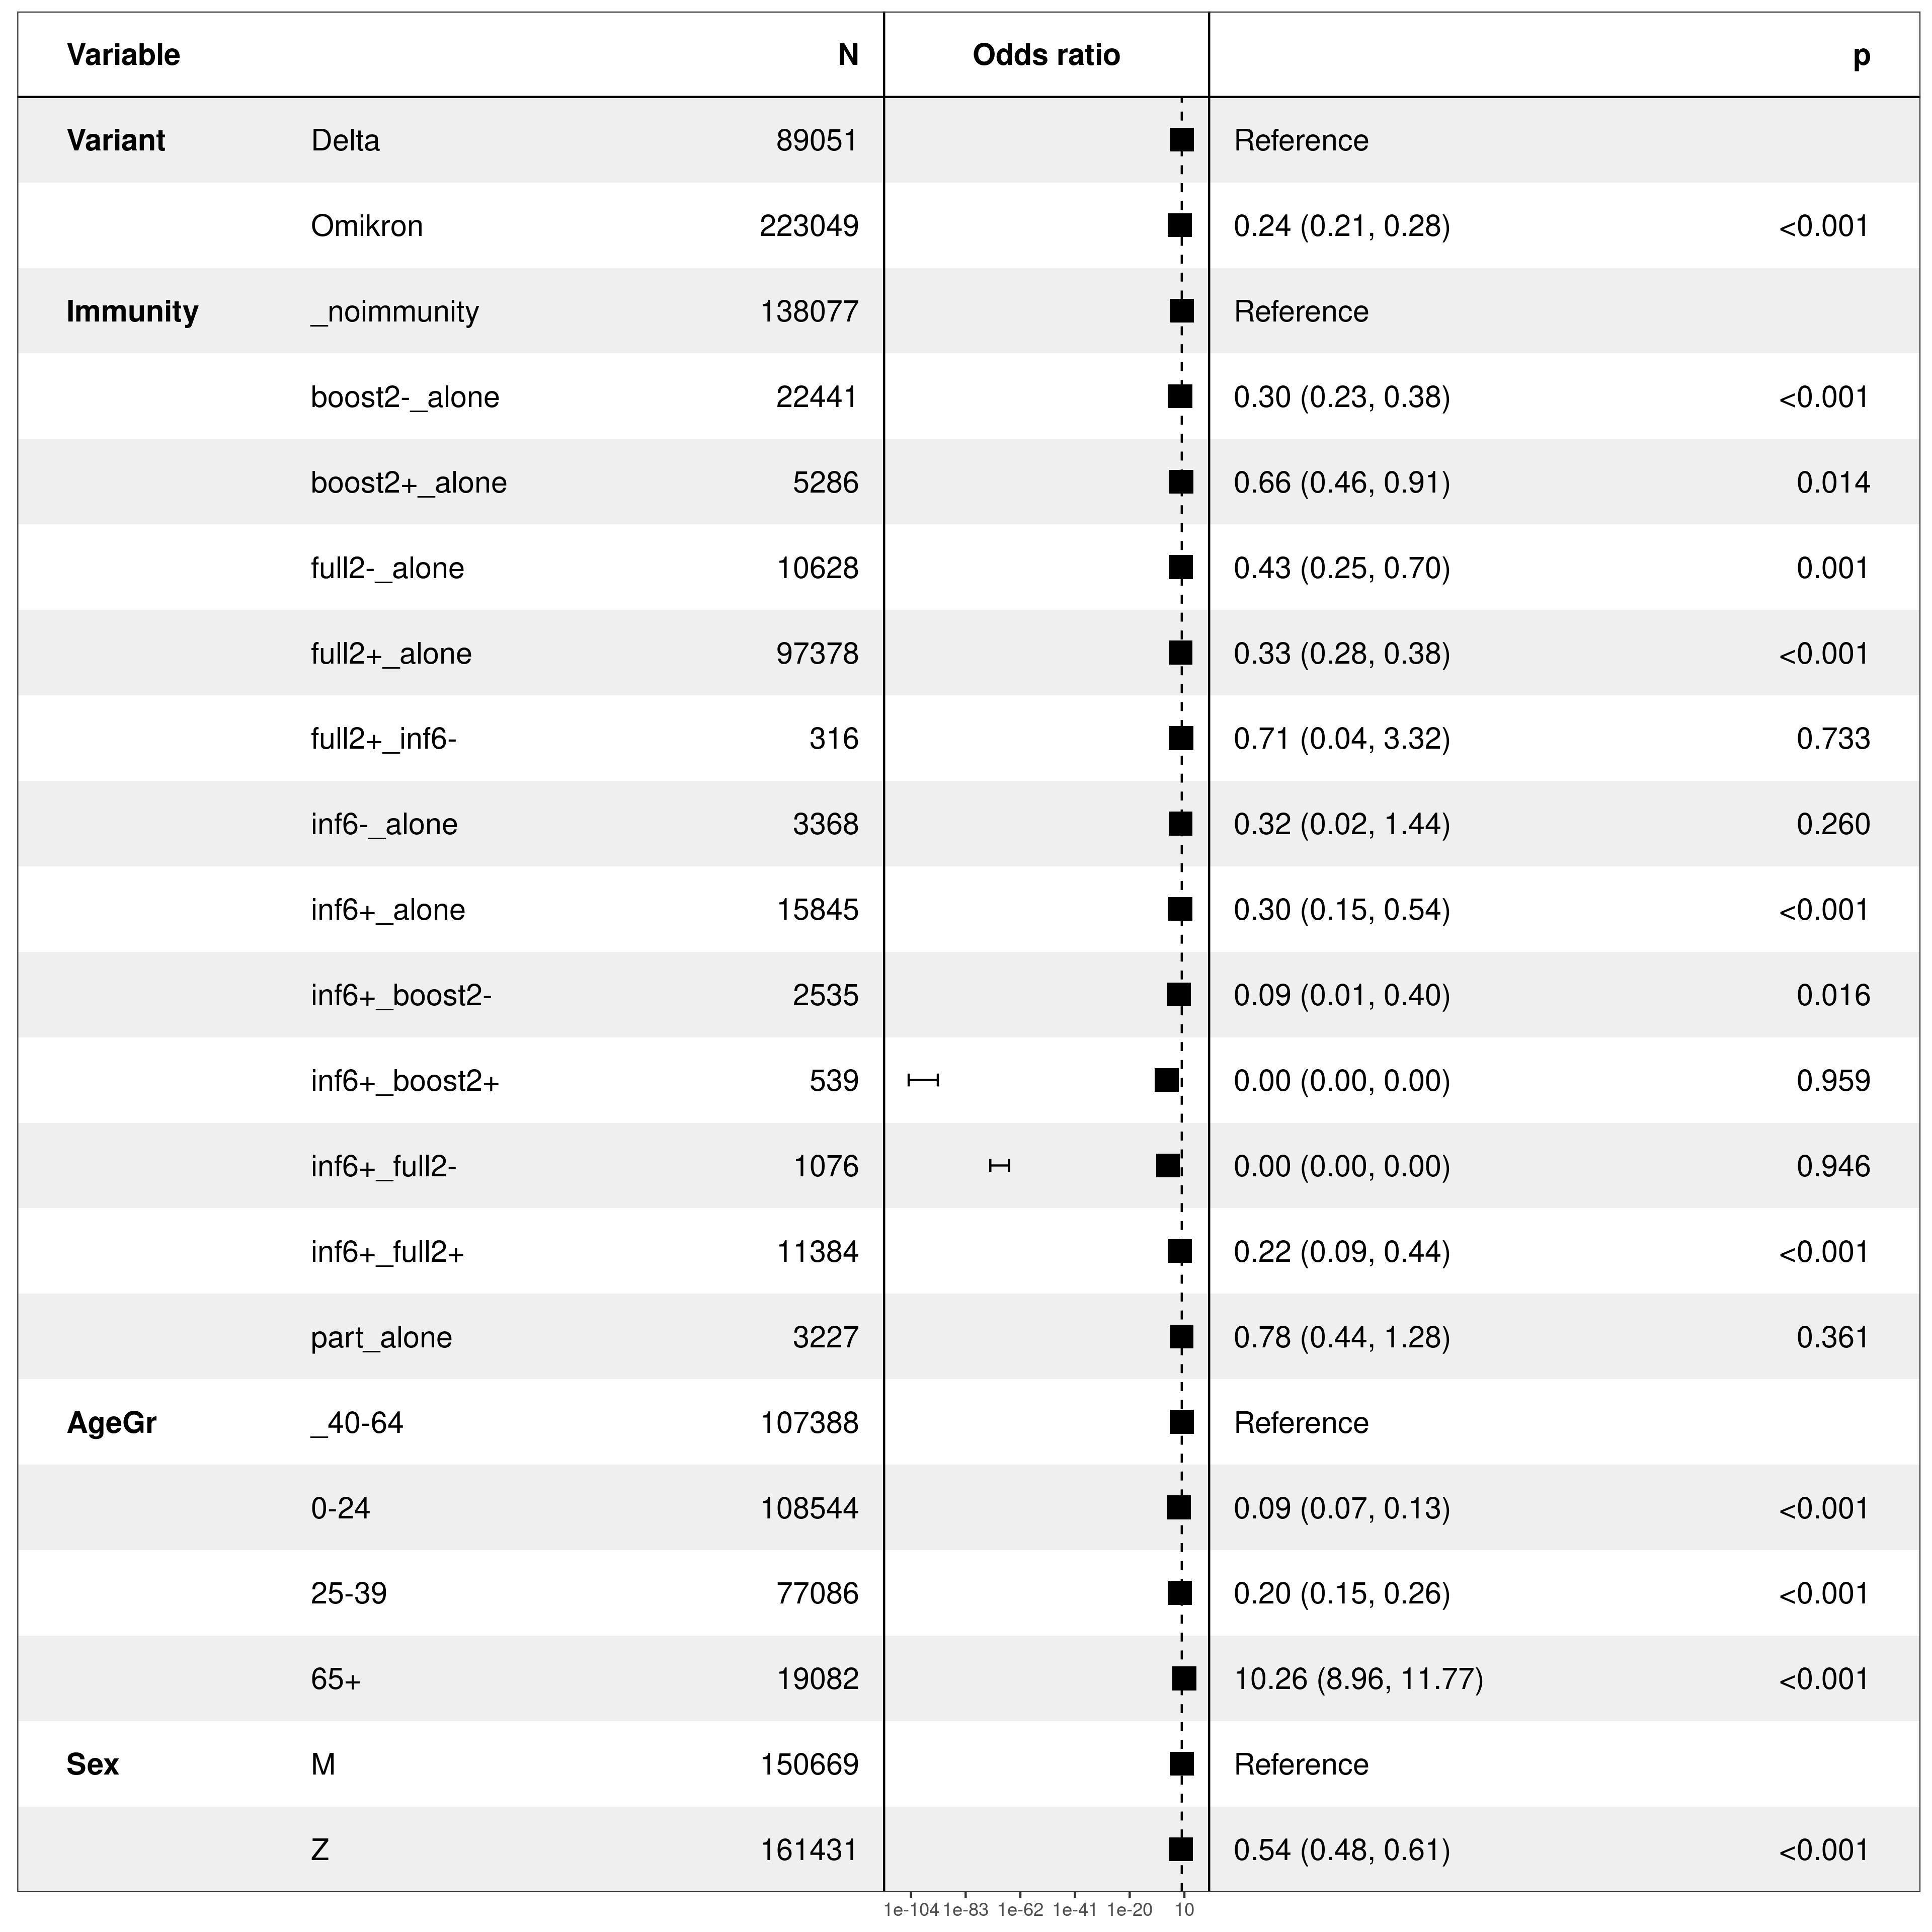 Variable N Odds ratio p
Variant Delta 89051 Reference
Omikron 223049 0.24 (0.21, 0.28) <0.001
Immunity _noimmunity 138077 Reference
boost2-_alone 22441 0.30 (0.23, 0.38) <0.001
boost2+_alone 5286 0.66 (0.46, 0.91) 0.014
full2-_alone 10628 0.43 (0.25, 0.70) 0.001
full2+_alone 97378 0.33 (0.28, 0.38) <0.001
full2+_inf6- 316 0.71 (0.04, 3.32) 0.733
inf6-_alone 3368 0.32 (0.02, 1.44) 0.260
inf6+_alone 15845 0.30 (0.15, 0.54) <0.001
inf6+_boost2- 2535 0.09 (0.01, 0.40) 0.016
inf6+_boost2+ 539 0.00 (0.00, 0.00) 0.959
inf6+_full2- 1076 0.00 (0.00, 0.00) 0.946
inf6+_full2+ 11384 0.22 (0.09, 0.44) <0.001
part_alone 3227 0.78 (0.44, 1.28) 0.361
AgeGr _40-64 107388 Reference
0-24 108544 0.09 (0.07, 0.13) <0.001
25-39 77086 0.20 (0.15, 0.26) <0.001
65+ 19082 10.26 (8.96, 11.77) <0.001
Sex M 150669 Reference
Z 161431 0.54 (0.48, 0.61) <0.001
1e-104 1e-83 1e-62 1e-41 1e-20 10